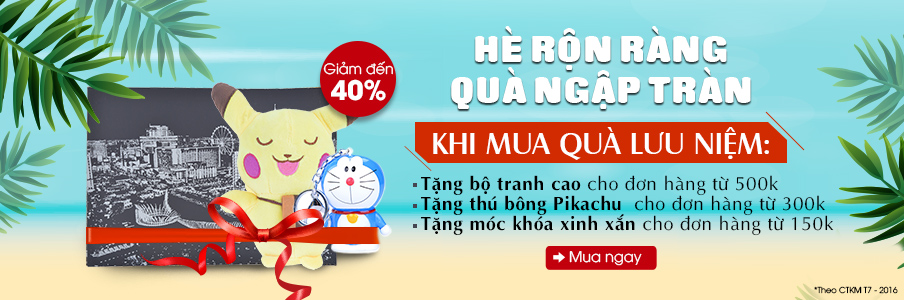 Giảm đến
40%
HÈ RỘN RÀNG
QUÀ NGẬP TRÀN
KHI MUA QUÀ LƯU NIỆM:
Tặng bộ tranh cao cho đơn hàng từ 500k
Tặng thú bông Pikachu cho đơn hàng từ 300k
Tặng móc khóa xinh xắn cho đơn hàng từ 150k
Mua ngay
*Theo CTKM T7 - 2016